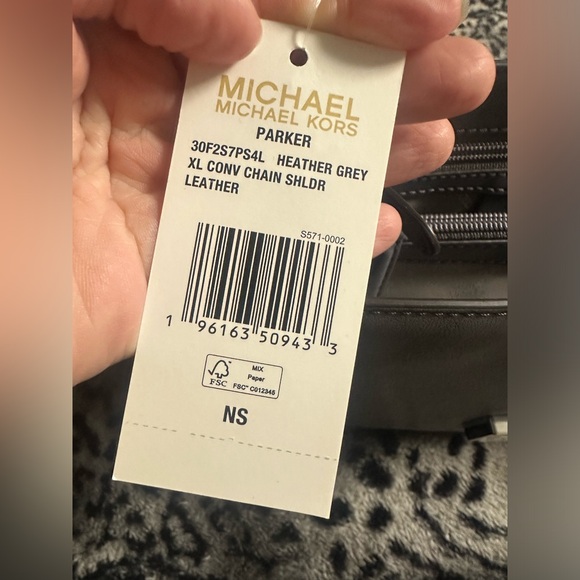 MICHAEL
MICHAEL KORS
PARKER
30F2S7PS4L HEATHER GREY
XL CONV CHAIN SHLDR
LEATHER
S571-0002
1 96163 50943 3
FSC
MIX
Paper
FSC™ C012345
NS